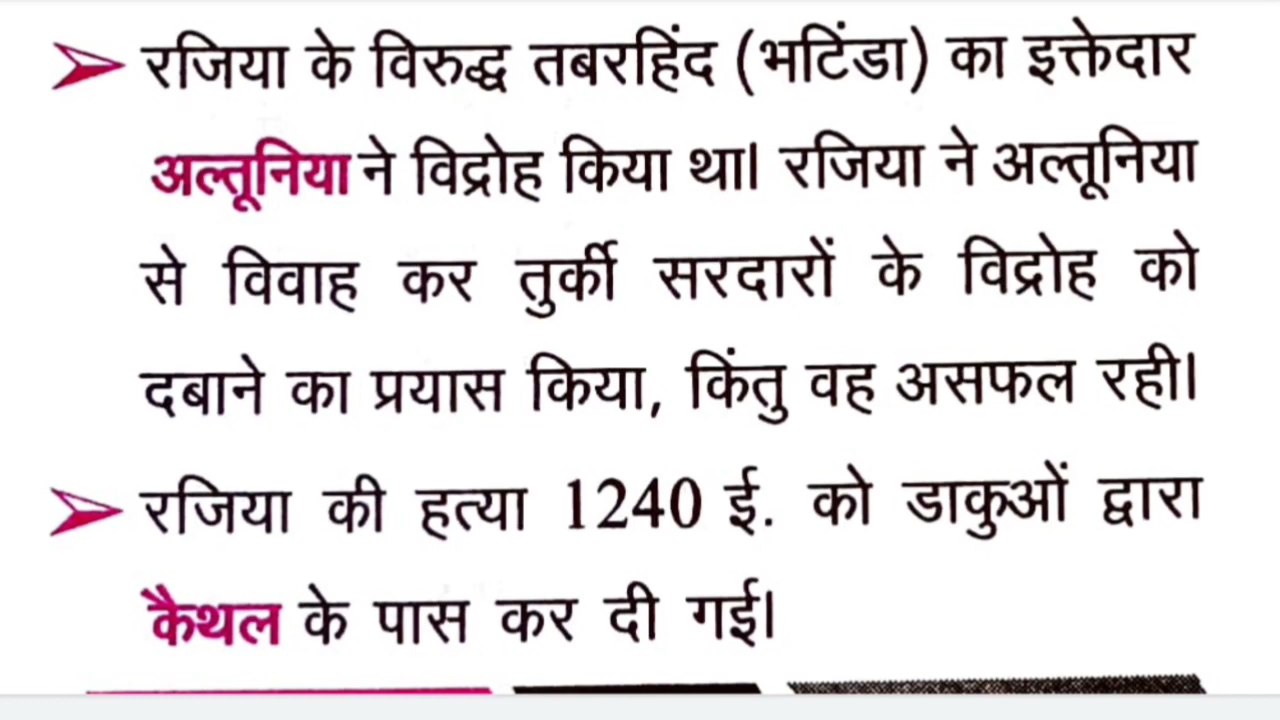 रजिया के विरुद्ध तबरहिंद (भटिंडा) का इक्तेदार
अल्तूनिया ने विद्रोह किया था। रजिया ने अल्तूनिया
से विवाह कर तुर्की सरदारों के विद्रोह को
दबाने का प्रयास किया, किंतु वह असफल रही।
रजिया की हत्या 1240 ई. को डाकुओं द्वारा
कैथल के पास कर दी गई।